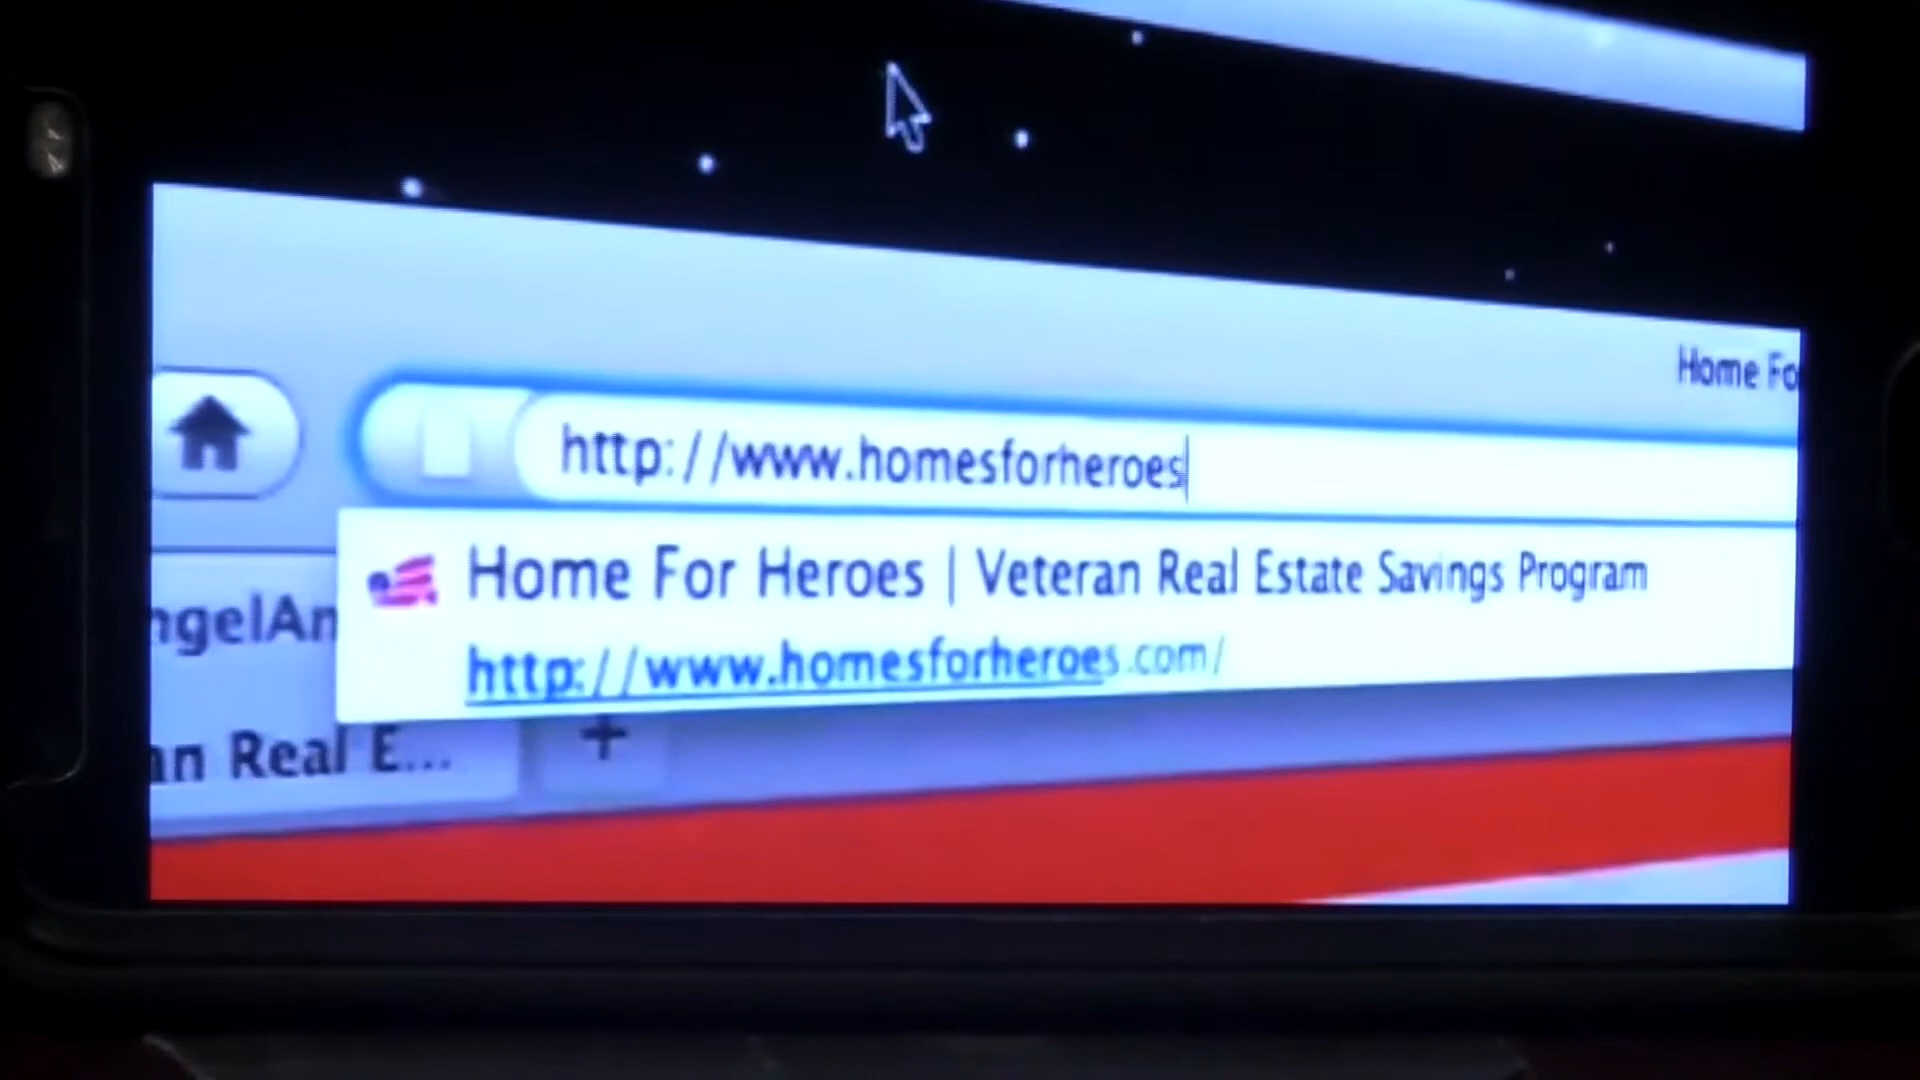 Home Fo
http://www.homesforheroes
Home For Heroes | Veteran Real Estate Savings Program
http://www.homesforheroes.com/
ngelAn
an Real E...
+